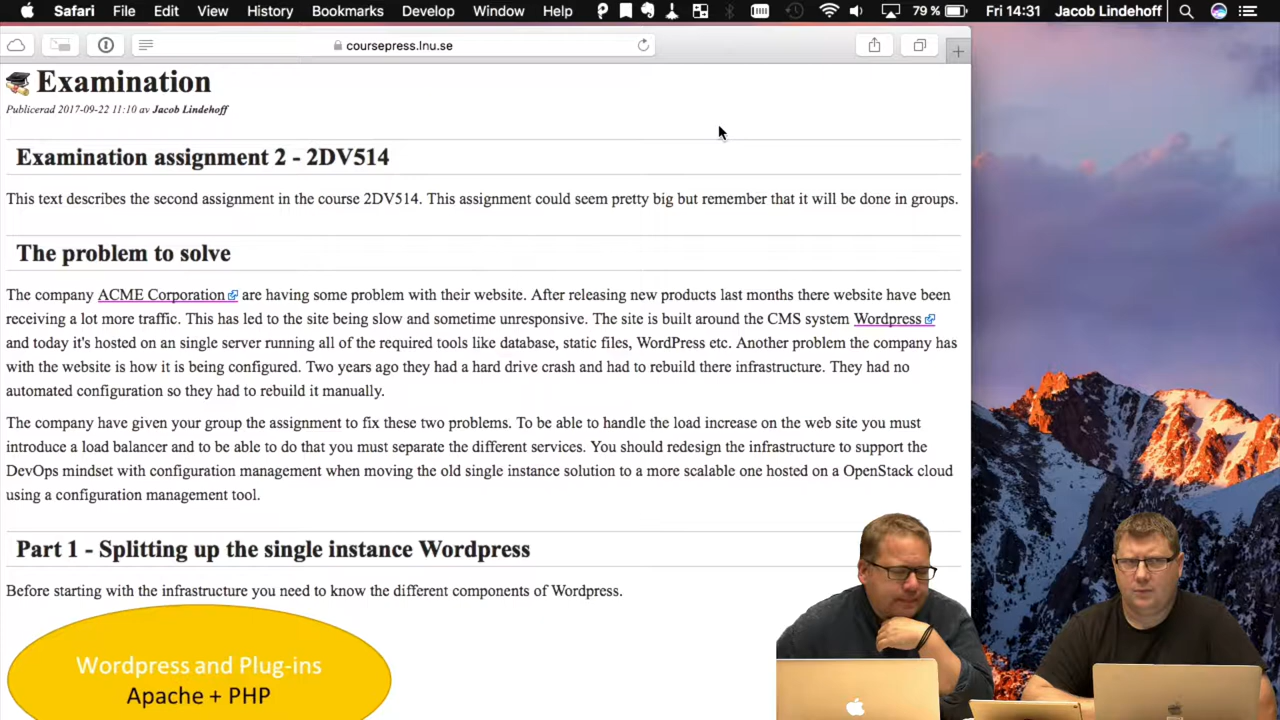 Safari File Edit View History Bookmarks Develop Window Help 79 % Fri 14:31 Jacob Lindehoff
coursepress.lnu.se
Examination
Publicerad 2017-09-22 11:10 av Jacob Lindehoff
Examination assignment 2 - 2DV514
This text describes the second assignment in the course 2DV514. This assignment could seem pretty big but remember that it will be done in groups.
The problem to solve
The company ACME Corporation are having some problem with their website. After releasing new products last months there website have been
receiving a lot more traffic. This has led to the site being slow and sometime unresponsive. The site is built around the CMS system Wordpress
and today it's hosted on an single server running all of the required tools like database, static files, WordPress etc. Another problem the company has
with the website is how it is being configured. Two years ago they had a hard drive crash and had to rebuild there infrastructure. They had no
automated configuration so they had to rebuild it manually.
The company have given your group the assignment to fix these two problems. To be able to handle the load increase on the web site you must
introduce a load balancer and to be able to do that you must separate the different services. You should redesign the infrastructure to support the
DevOps mindset with configuration management when moving the old single instance solution to a more scalable one hosted on a OpenStack cloud
using a configuration management tool.
Part 1 - Splitting up the single instance Wordpress
Before starting with the infrastructure you need to know the different components of Wordpress.
Wordpress and Plug-ins
Apache + PHP